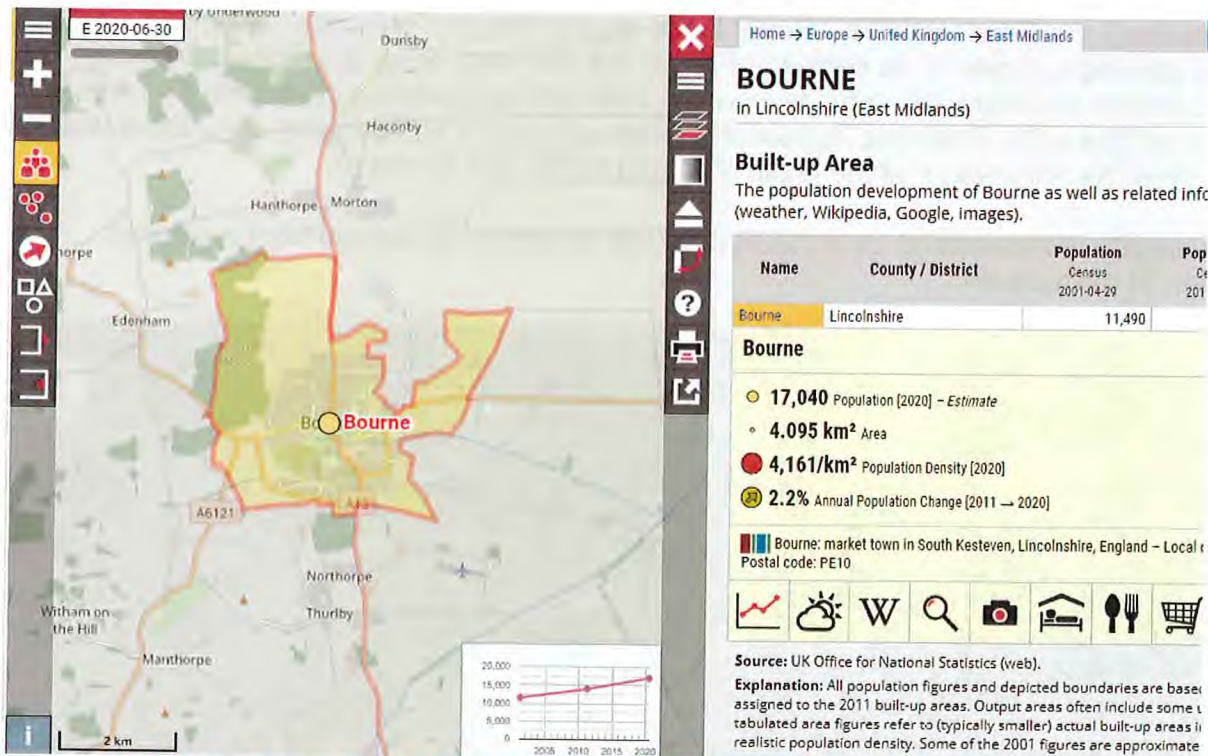 by Underwood
E 2020-06-30
Dunsby
Haconby
Hanthorpe
Morton
horpe
Edenham
Bo
Bourne
A6121
A151
Northorpe
Thurlby
Witham on
the Hill
Manthorpe
20,000
15,000
10,000
5,000
0
2005 2010 2015 2020
i
2 km
Home → Europe → United Kingdom → East Midlands
BOURNE
in Lincolnshire (East Midlands)
Built-up Area
The population development of Bourne as well as related info
(weather, Wikipedia, Google, images).
Name
County / District
Population
Census
2001-04-29
Pop
Ce
201
Bourne
Lincolnshire
11,490
Bourne
17,040 Population [2020] – Estimate
4.095 km² Area
4,161/km² Population Density [2020]
2.2% Annual Population Change [2011 → 2020]
Bourne: market town in South Kesteven, Lincolnshire, England – Local
Postal code: PE10
W
Source: UK Office for National Statistics (web).
Explanation: All population figures and depicted boundaries are based
assigned to the 2011 built-up areas. Output areas often include some
tabulated area figures refer to (typically smaller) actual built-up areas
realistic population density. Some of the 2001 figures are approximate